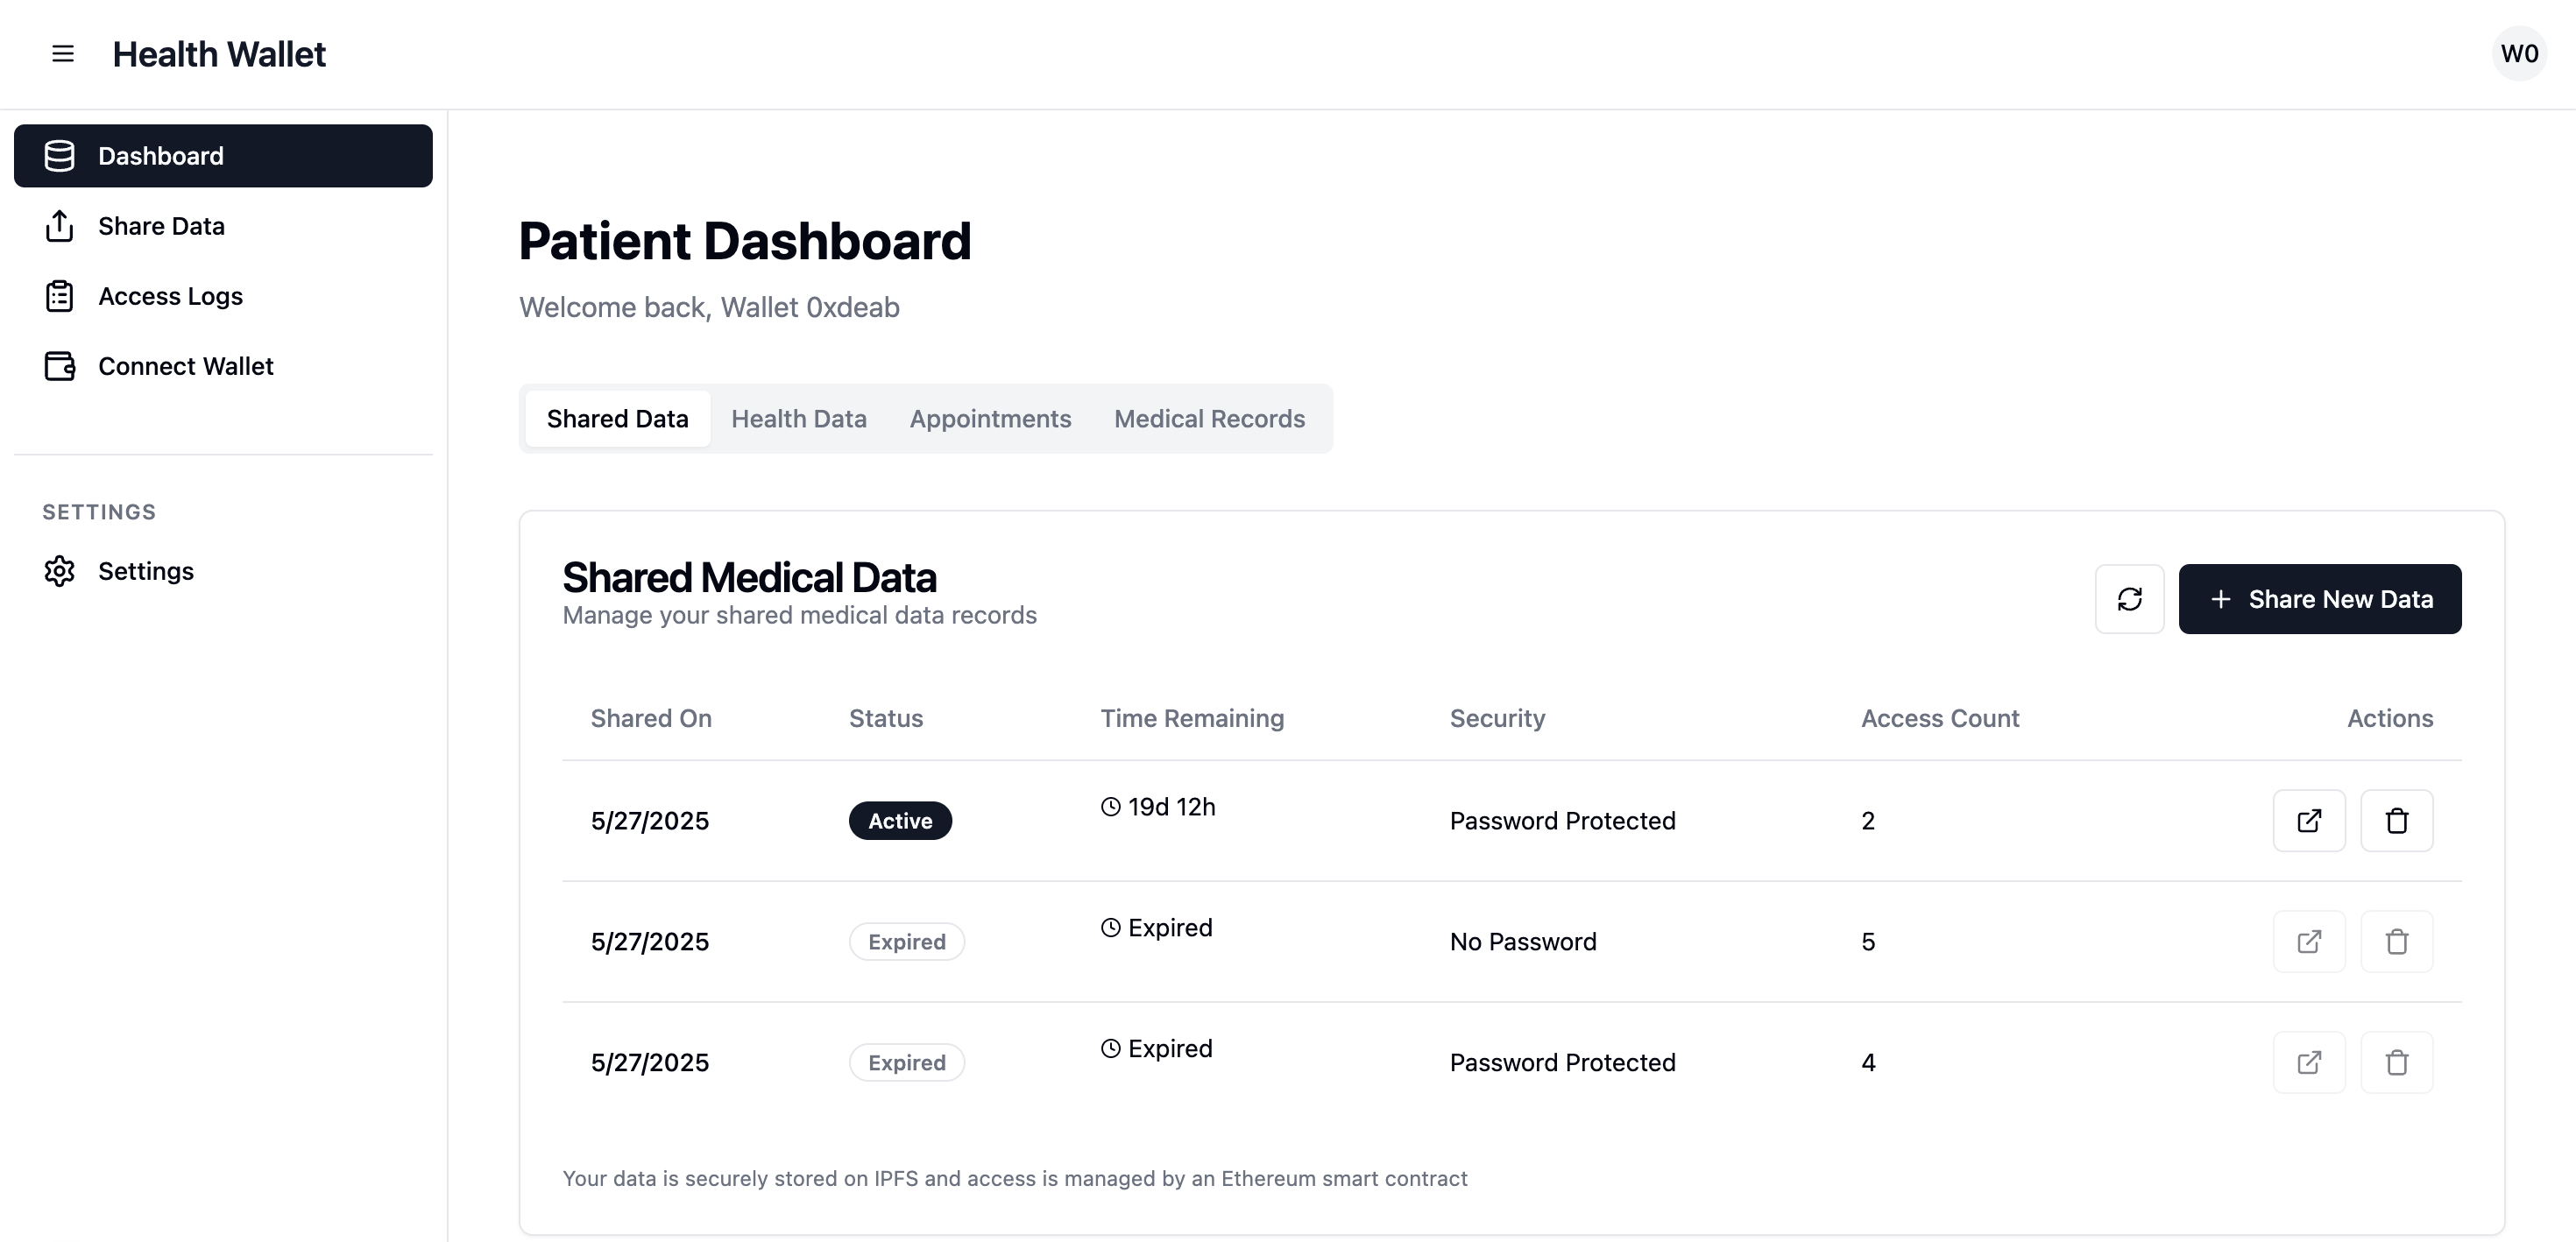 Health Wallet
W0
Dashboard
Share Data
Access Logs
Connect Wallet
SETTINGS
Settings
Patient Dashboard
Welcome back, Wallet 0xdeab
Shared Data Health Data Appointments Medical Records
Shared Medical Data
Manage your shared medical data records
Share New Data
Shared On Status Time Remaining Security Access Count Actions
5/27/2025 Active 19d 12h Password Protected 2
5/27/2025 Expired Expired No Password 5
5/27/2025 Expired Expired Password Protected 4
Your data is securely stored on IPFS and access is managed by an Ethereum smart contract